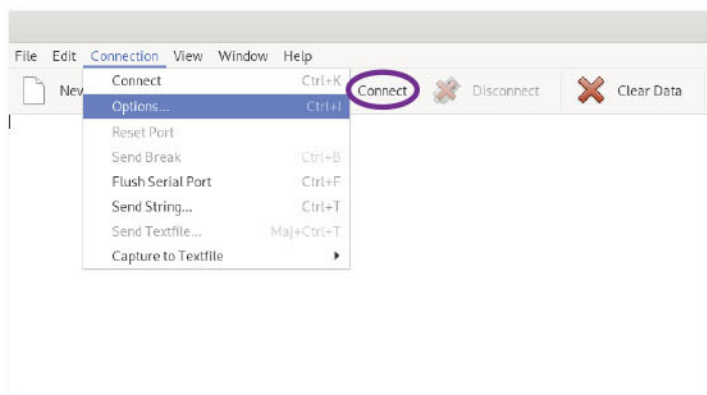 File Edit Connection View Window Help
New Connect Disconnect Clear Data
Connect Ctrl+K
Options... Ctrl+I
Reset Port
Send Break Ctrl+B
Flush Serial Port Ctrl+F
Send String... Ctrl+T
Send Textfile... Maj+Ctrl+T
Capture to Textfile